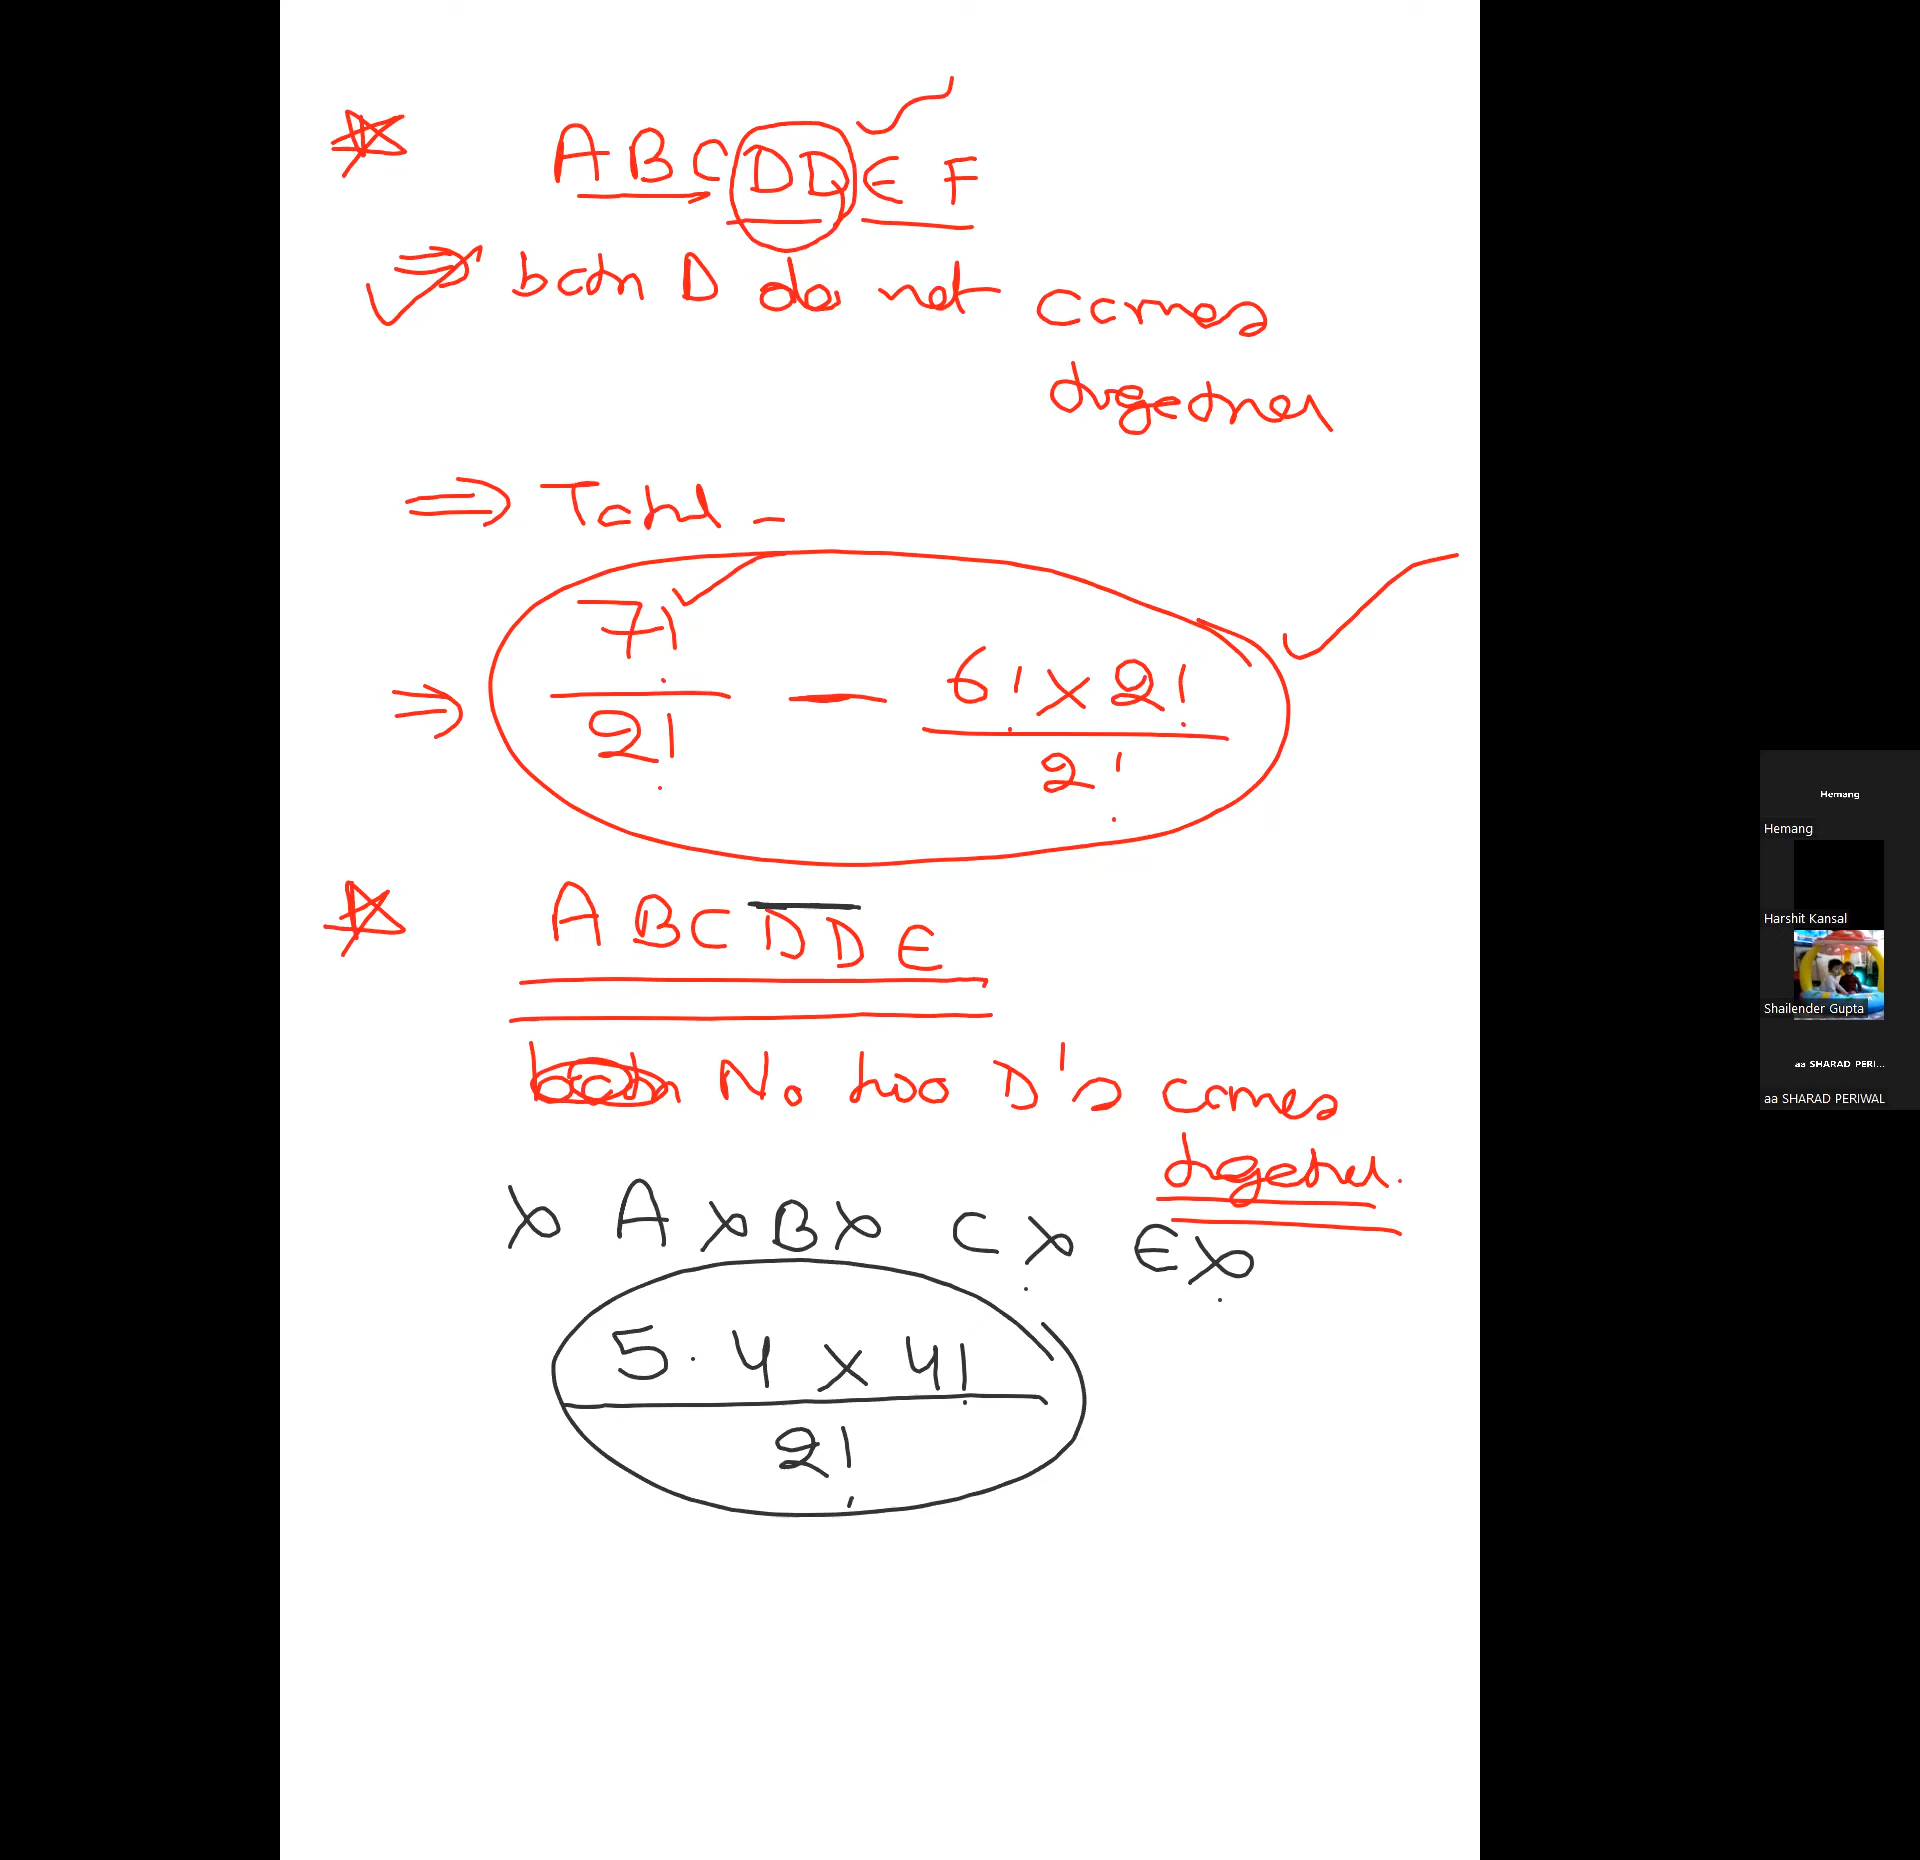 ABCDDEF
both D do not comes
together
⇒ Total -
⇒ 7!/2! - 6! x 2!/2!
ABCDDE
both No two D's comes
together.
x A x B x C x E x
5.4 x 4!
2!
Hemang
Hemang
Harshit Kansal
Shailender Gupta
aa SHARAD PERI...
aa SHARAD PERIWAL